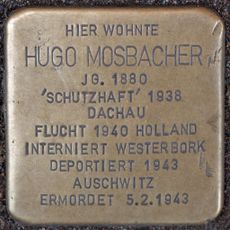 HIER WOHNTE
HUGO MOSBACHER
JG. 1880
'SCHUTZHAFT' 1938
DACHAU
FLUCHT 1940 HOLLAND
INTERNIERT WESTERBORK
DEPORTIERT 1943
AUSCHWITZ
ERMORDET 5.2.1943